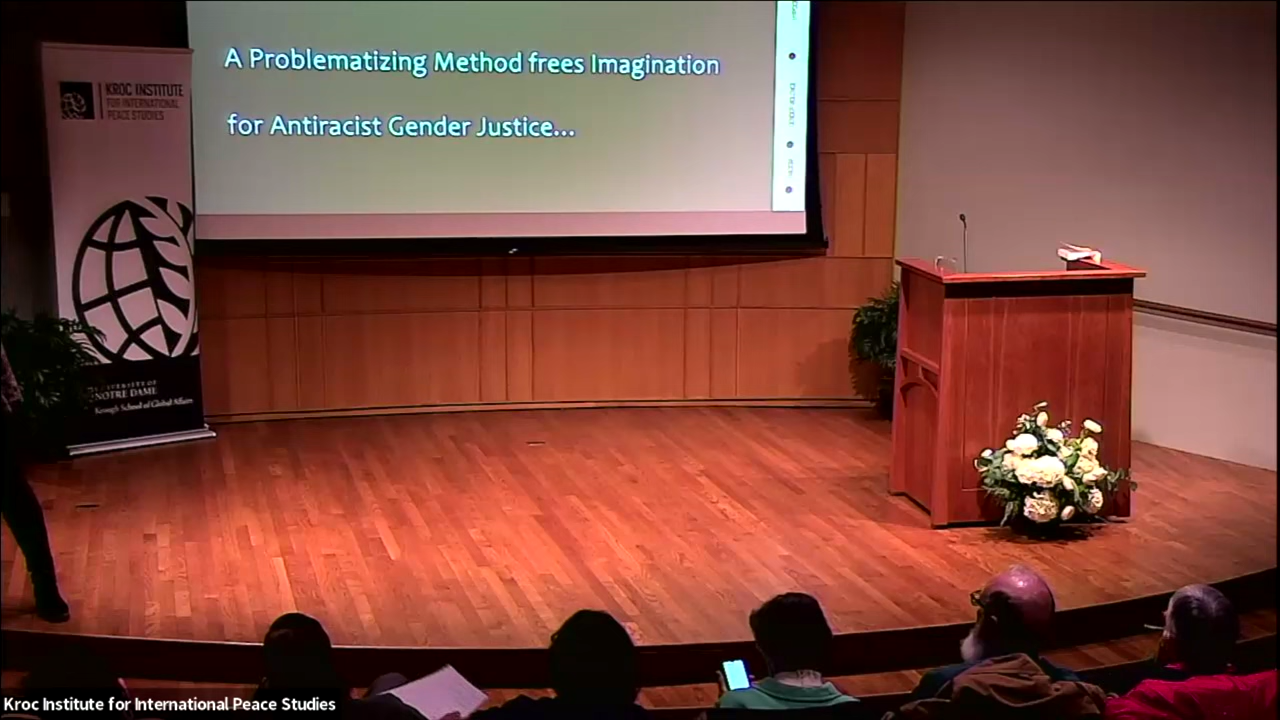 A Problematizing Method frees Imagination
for Antiracist Gender Justice...
KROC INSTITUTE
FOR INTERNATIONAL
PEACE STUDIES
UNIVERSITY OF
NOTRE DAME
Keough School of Global Affairs
Kroc Institute for International Peace Studies